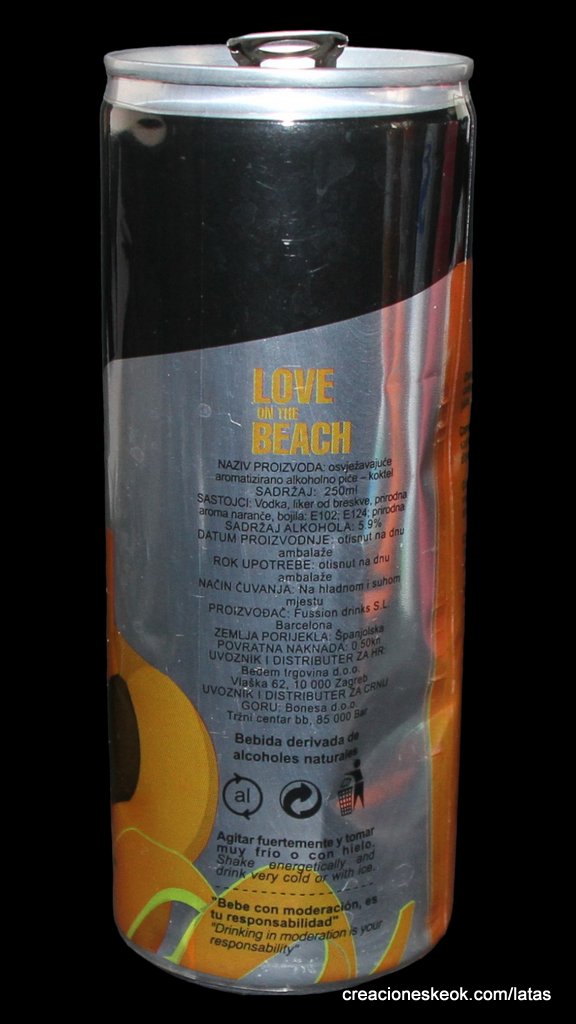 LOVE
ON THE
BEACH
NAZIV PROIZVODA: osvježavajuće
aromatizirano alkoholno piće – koktel
SADRŽAJ: 250ml
SASTOJCI: Vodka, liker od breskve, prirodna
aroma naranče, bojila: E102, E124; prirodna
SADRŽAJ ALKOHOLA: 5.9%
DATUM PROIZVODNJE: otisnut na dnu
ambalaže
ROK UPOTREBE: otisnut na dnu
ambalaže
NAČIN ČUVANJA: Na hladnom i suhom
mjestu
PROIZVOĐAČ: Fussion drinks S.L.
Barcelona
ZEMLJA PORIJEKLA: Španjolska
POVRATNA NAKNADA: 0,50kn
UVOZNIK I DISTRIBUTER ZA HR:
Bedem trgovina d.o.o.
Vlaška 62, 10 000 Zagreb
UVOZNIK I DISTRIBUTER ZA CRNU
GORU: Bonesa d.o.o.
Tržni centar bb, 85 000 Bar
Bebida derivada de
alcoholes naturales
al
Agitar fuertemente y tomar
muy frío o con hielo.
Shake energetically and
drink very cold or with ice.
"Bebe con moderación, es
tu responsabilidad"
"Drinking in moderation is your
responsability"
creacioneskeok.com/latas